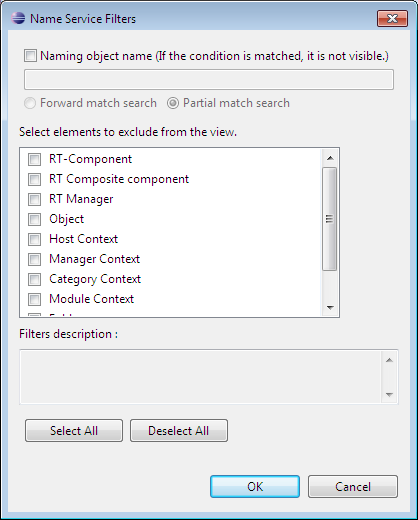 Name Service Filters
Naming object name (If the condition is matched, it is not visible.)
Forward match search Partial match search
Select elements to exclude from the view.
RT-Component
RT Composite component
RT Manager
Object
Host Context
Manager Context
Category Context
Module Context
Filters description :
Select All Deselect All
OK Cancel